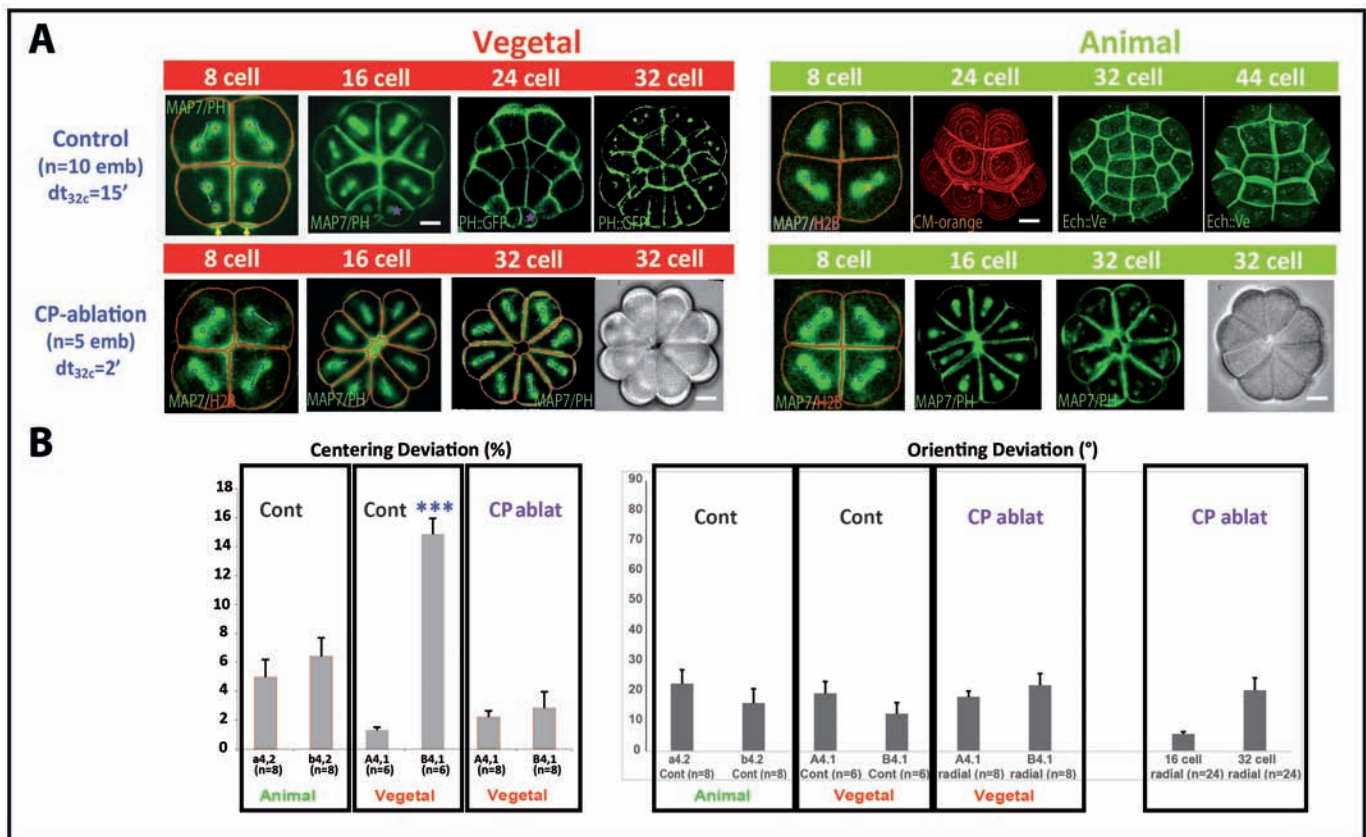 A
Vegetal
Animal
8 cell 16 cell 24 cell 32 cell
8 cell 24 cell 32 cell 44 cell
Control
(n=10 emb)
dt32c=15’
MAP7/PH
MAP7/PH
PH::GFP
PH::GFP
MAP7/H2B
CM-orange
Ech::Ve
Ech::Ve
8 cell 16 cell 32 cell 32 cell
8 cell 16 cell 32 cell 32 cell
CP-ablation
(n=5 emb)
dt32c=2’
MAP7/H2B
MAP7/PH
MAP7/PH
MAP7/H2B
MAP7/PH
MAP7/PH
B
Centering Deviation (%)
18
16
14
12
10
8
6
4
2
0
Cont
Cont ***
CP ablat
a4,2 b4,2 A4,1 B4,1 A4,1 B4,1
(n=8) (n=8) (n=6) (n=6) (n=8) (n=8)
Animal Vegetal Vegetal
Orienting Deviation (°)
90
80
70
60
50
40
30
20
10
0
Cont
Cont
CP ablat
CP ablat
a4.2 b4.2 A4.1 B4.1 A4.1 B4.1 16 cell 32 cell
Cont (n=8) Cont (n=8) Cont (n=6) Cont (n=6) radial (n=8) radial (n=8) radial (n=24) radial (n=24)
Animal Vegetal Vegetal